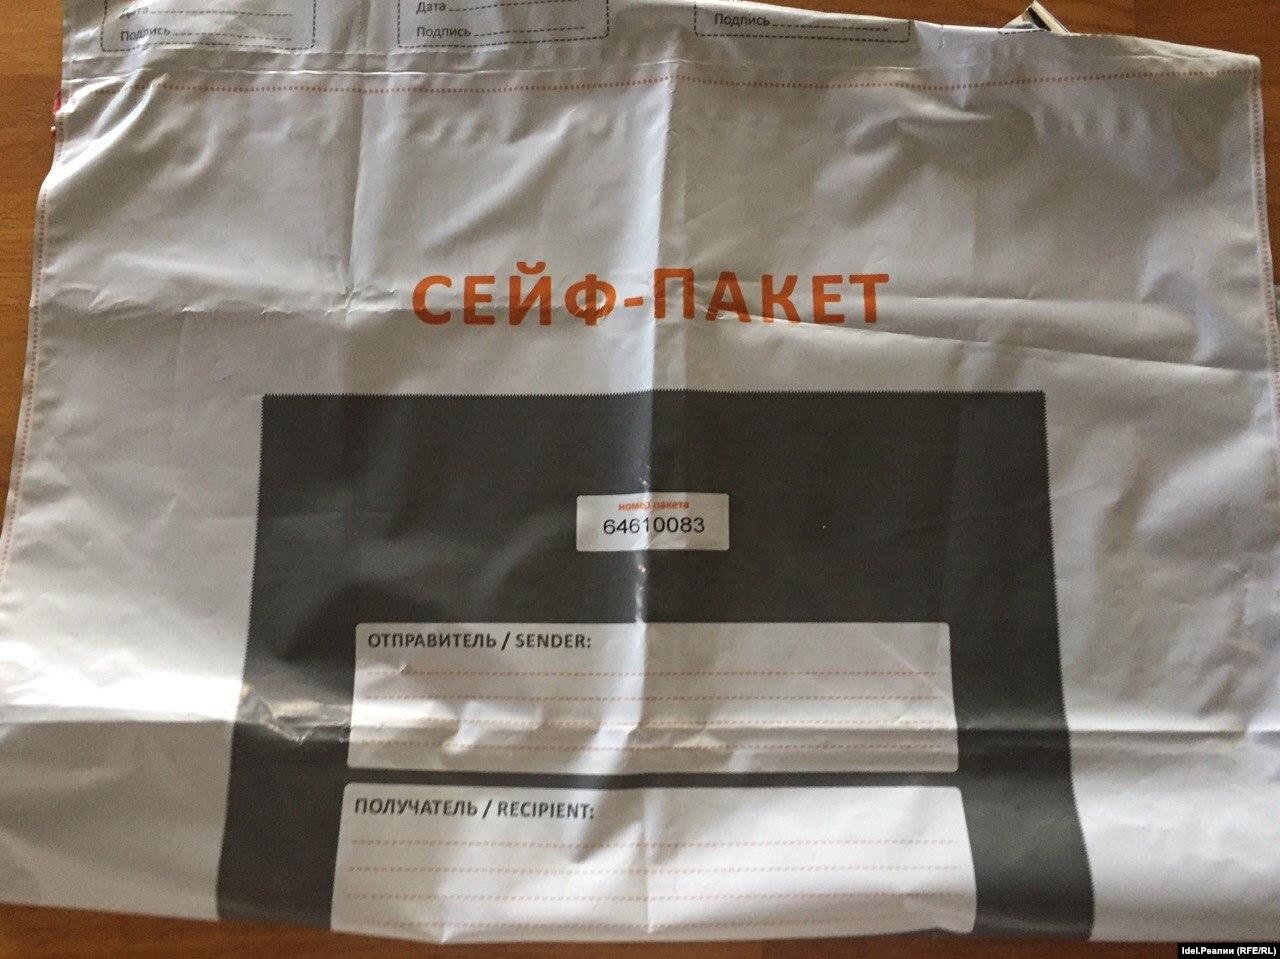 Дата
Дата
Подпись
Подпись
Подпись
СЕЙФ-ПАКЕТ
номер пакета
64610083
ОТПРАВИТЕЛЬ / SENDER:
ПОЛУЧАТЕЛЬ / RECIPIENT:
Idel.Реалии (RFE/RL)